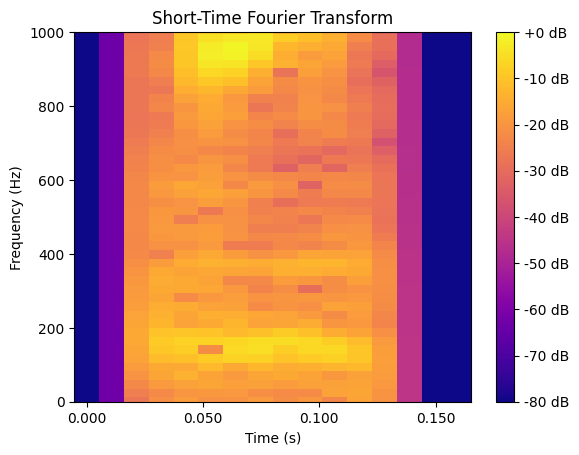 Short-Time Fourier Transform
1000
800
600
400
200
0
Frequency (Hz)
0.000
0.050
0.100
0.150
Time (s)
+0 dB
-10 dB
-20 dB
-30 dB
-40 dB
-50 dB
-60 dB
-70 dB
-80 dB